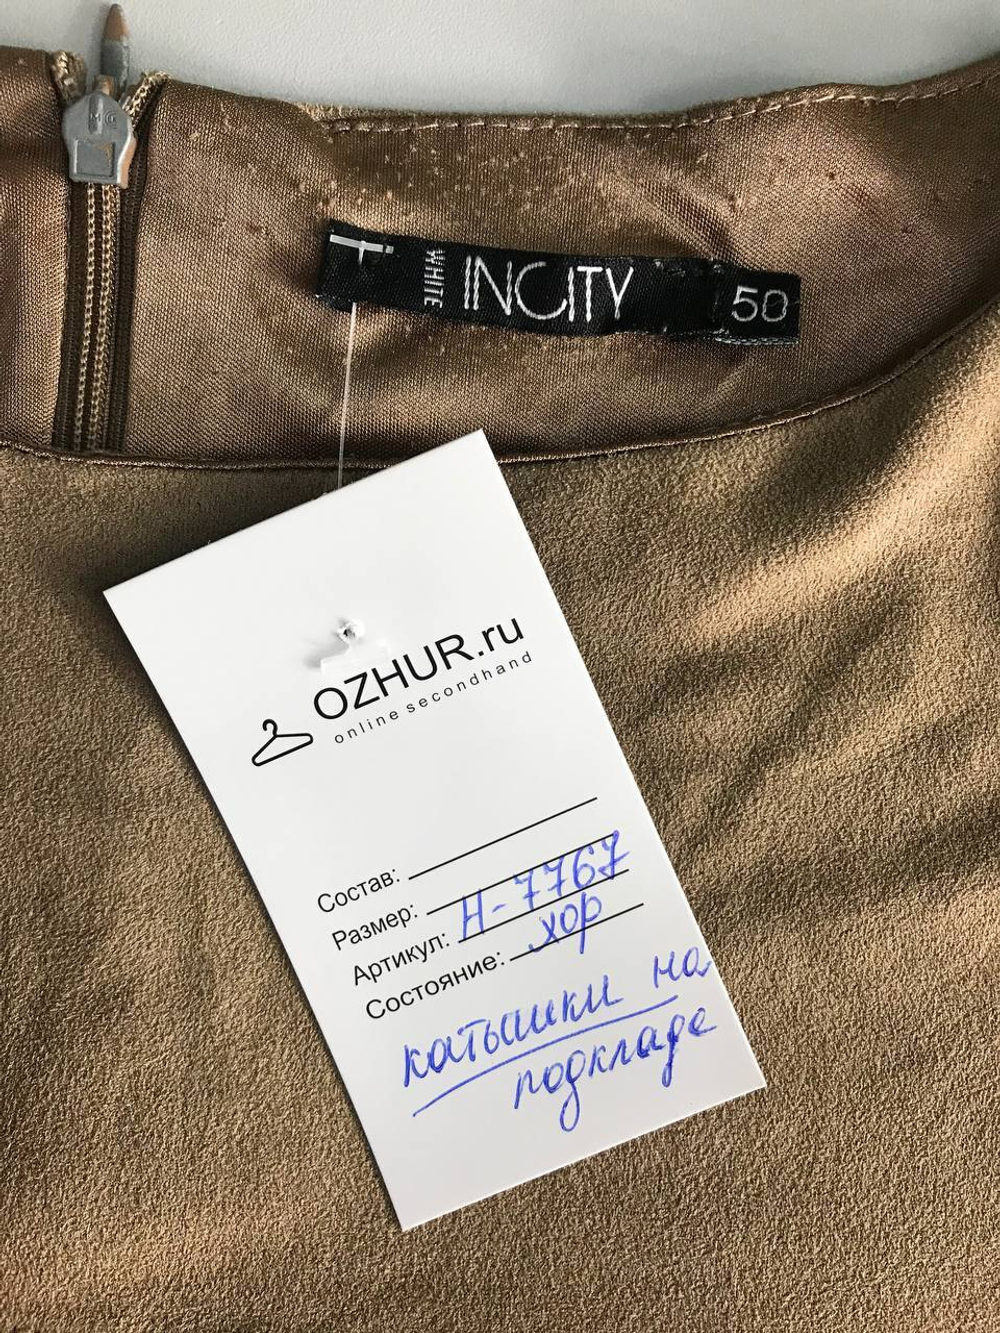 WHITE INCITY 50
OZHUR.ru
online secondhand
Состав:
Размер:
Артикул: Н-7767
Состояние: хор
катышки на
подкладе